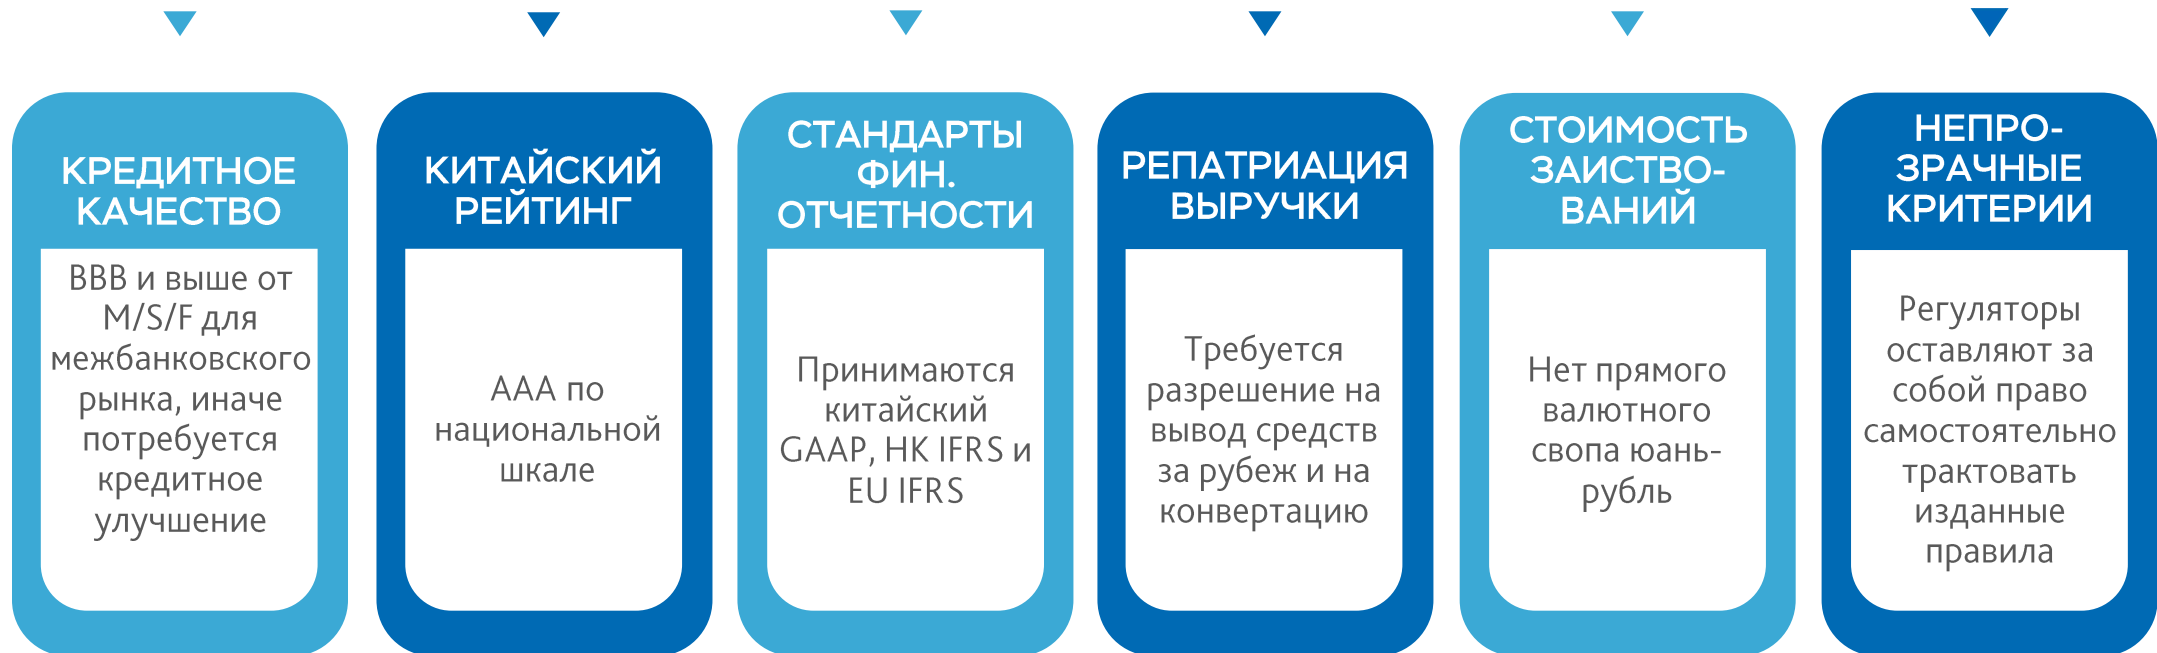 КРЕДИТНОЕ
КАЧЕСТВО
BBB и выше от
M/S/F для
межбанковского
рынка, иначе
потребуется
кредитное
улучшение
КИТАЙСКИЙ
РЕЙТИНГ
AAA по
национальной
шкале
СТАНДАРТЫ
ФИН.
ОТЧЕТНОСТИ
Принимаются
китайский
GAAP, HK IFRS и
EU IFRS
РЕПАТРИАЦИЯ
ВЫРУЧКИ
Требуется
разрешение на
вывод средств
за рубеж и на
конвертацию
СТОИМОСТЬ
ЗАИСТВО-
ВАНИЙ
Нет прямого
валютного
свопа юань-
рубль
НЕПРО-
ЗРАЧНЫЕ
КРИТЕРИИ
Регуляторы
оставляют за
собой право
самостоятельно
трактовать
изданные
правила